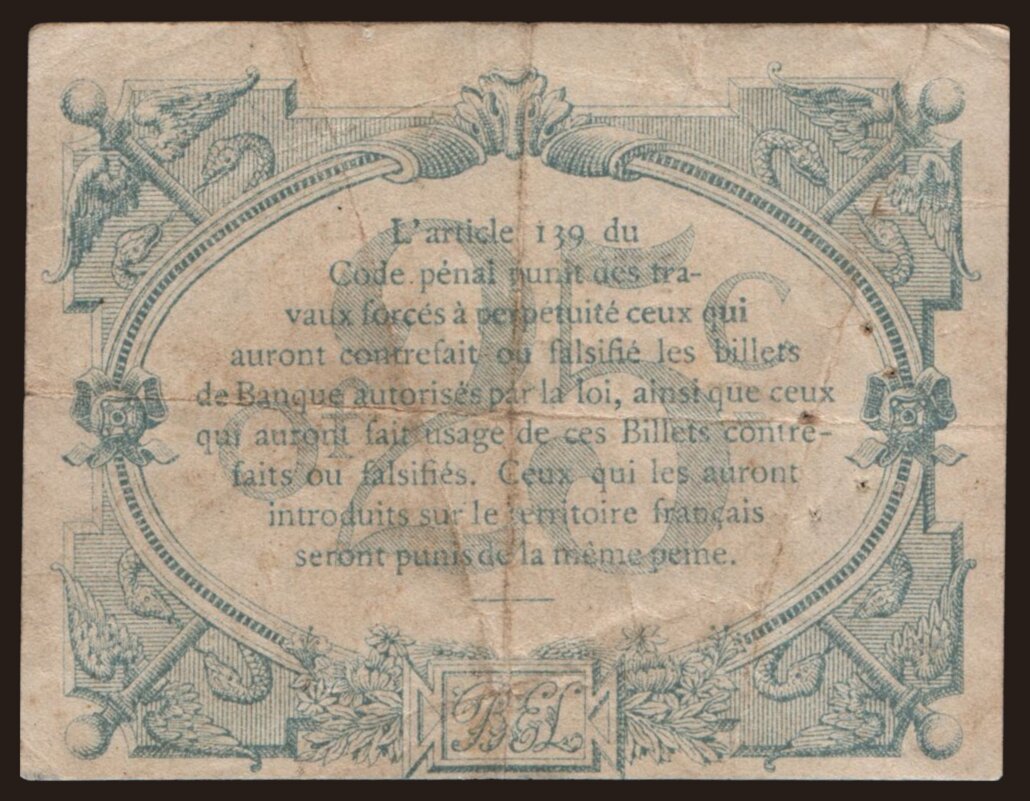 L'article 139 du
Code pénal punit des tra-
vaux forcés à perpétuité ceux qui
auront contrefait ou falsifié les billets
de Banque autorisés par la loi, ainsi que ceux
qui auront fait usage de ces Billets contre-
faits ou falsifiés. Ceux qui les auront
introduits sur le territoire français
seront punis de la même peine.
0F 25 C